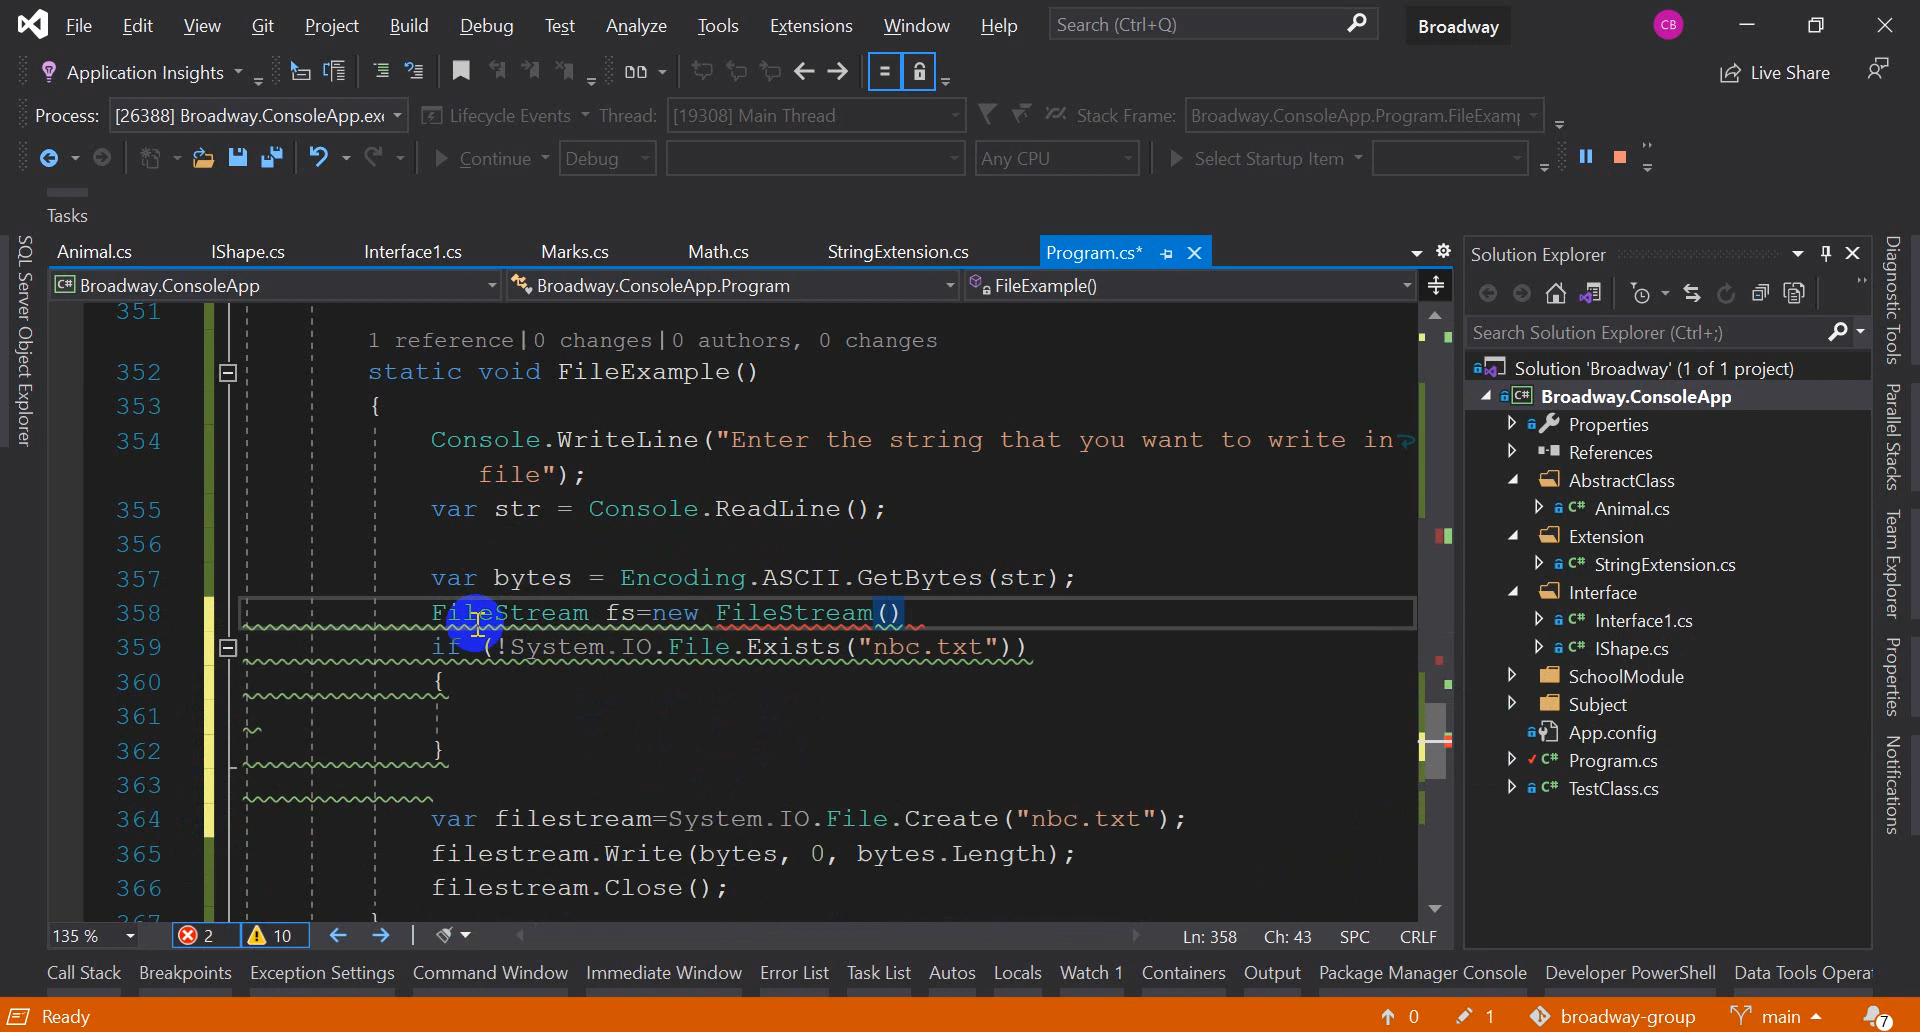 File Edit View Git Project Build Debug Test Analyze Tools Extensions Window Help Search (Ctrl+Q) Broadway CB
Application Insights Live Share
Process: [26388] Broadway.ConsoleApp.exe Lifecycle Events Thread: [19308] Main Thread Stack Frame: Broadway.ConsoleApp.Program.FileExamp
Continue Debug Any CPU Select Startup Item
Tasks
SQL Server Object Explorer
Animal.cs IShape.cs Interface1.cs Marks.cs Math.cs StringExtension.cs Program.cs*
Broadway.ConsoleApp Broadway.ConsoleApp.Program FileExample()
351
1 reference|0 changes|0 authors, 0 changes
352 static void FileExample()
353 {
354 Console.WriteLine("Enter the string that you want to write in
file");
355 var str = Console.ReadLine();
356
357 var bytes = Encoding.ASCII.GetBytes(str);
358 FileStream fs=new FileStream()
359 if (!System.IO.File.Exists("nbc.txt"))
360 {
361
362 }
363
364 var filestream=System.IO.File.Create("nbc.txt");
365 filestream.Write(bytes, 0, bytes.Length);
366 filestream.Close();
367 }
135 % 2 10 Ln: 358 Ch: 43 SPC CRLF
Solution Explorer
Search Solution Explorer (Ctrl+;)
Solution 'Broadway' (1 of 1 project)
C# Broadway.ConsoleApp
Properties
References
AbstractClass
C# Animal.cs
Extension
C# StringExtension.cs
Interface
C# Interface1.cs
C# IShape.cs
SchoolModule
Subject
App.config
C# Program.cs
C# TestClass.cs
Diagnostic Tools
Parallel Stacks
Team Explorer
Properties
Notifications
Call Stack Breakpoints Exception Settings Command Window Immediate Window Error List Task List Autos Locals Watch 1 Containers Output Package Manager Console Developer PowerShell Data Tools Opera
Ready 0 1 broadway-group main 7